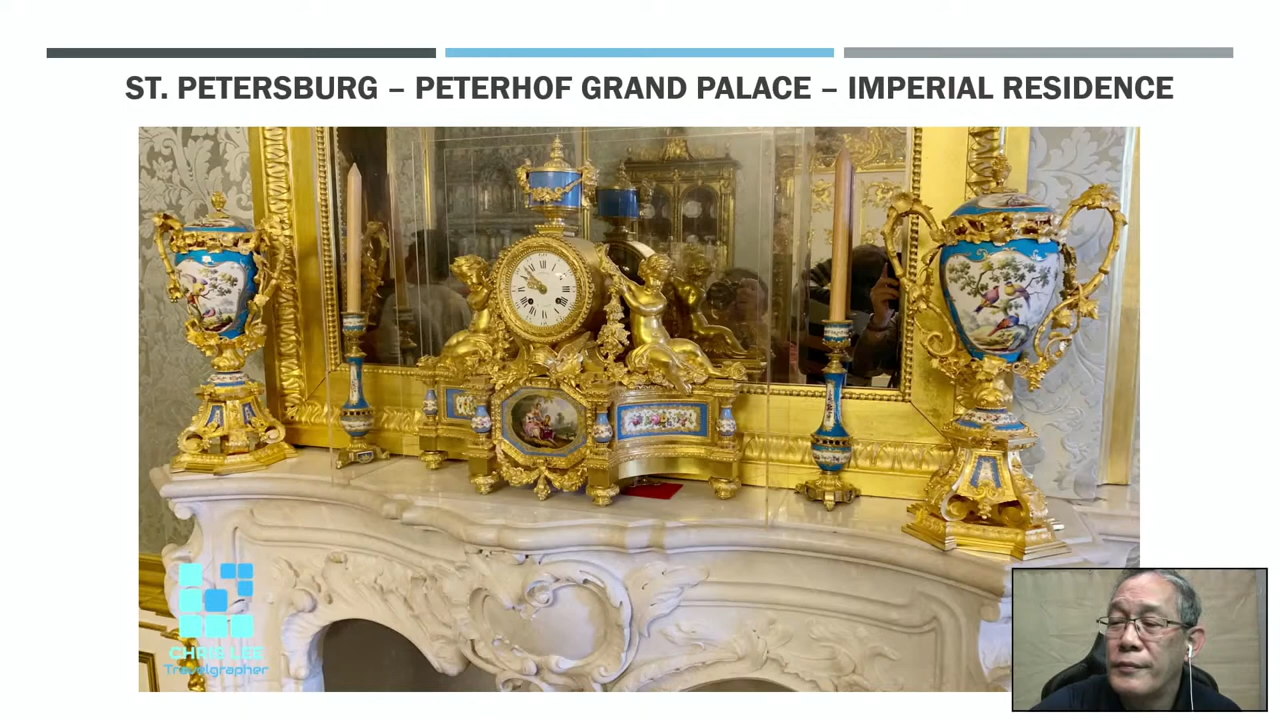 ST. PETERSBURG – PETERHOF GRAND PALACE – IMPERIAL RESIDENCE
CHRIS LEE
Travelgrapher